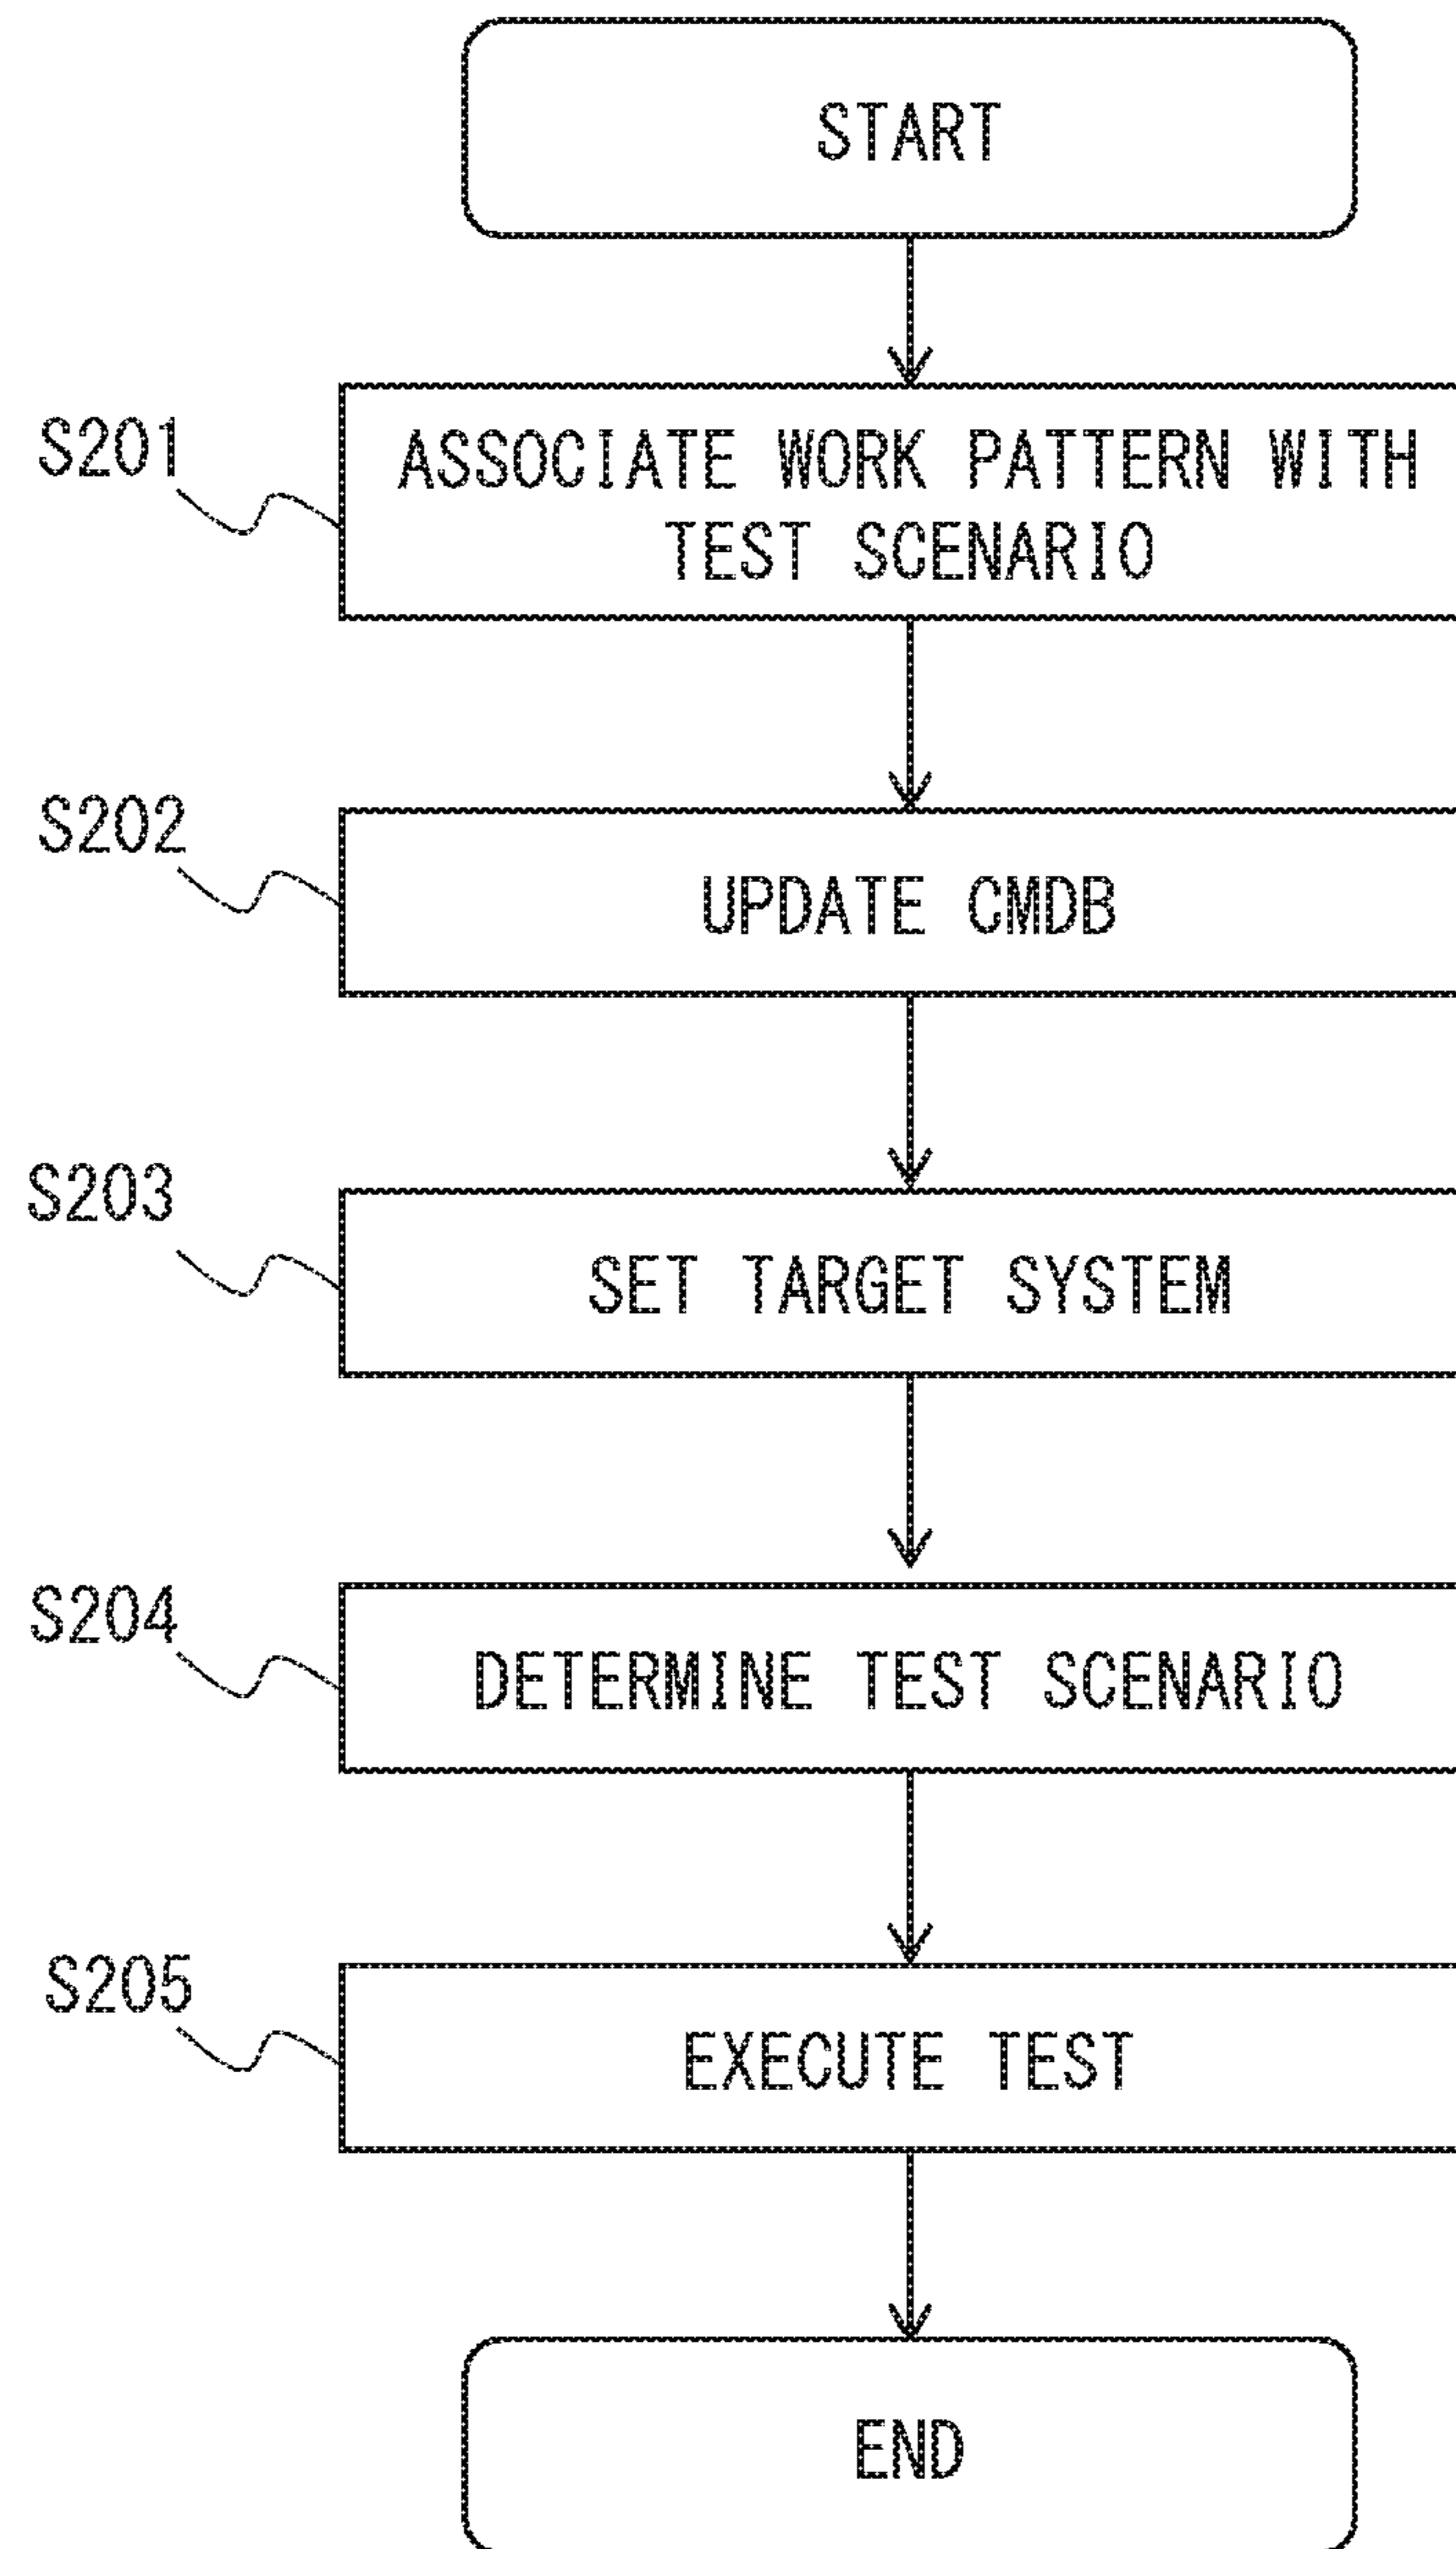 START
S201
ASSOCIATE WORK PATTERN WITH
TEST SCENARIO
S202
UPDATE CMDB
S203
SET TARGET SYSTEM
S204
DETERMINE TEST SCENARIO
S205
EXECUTE TEST
END